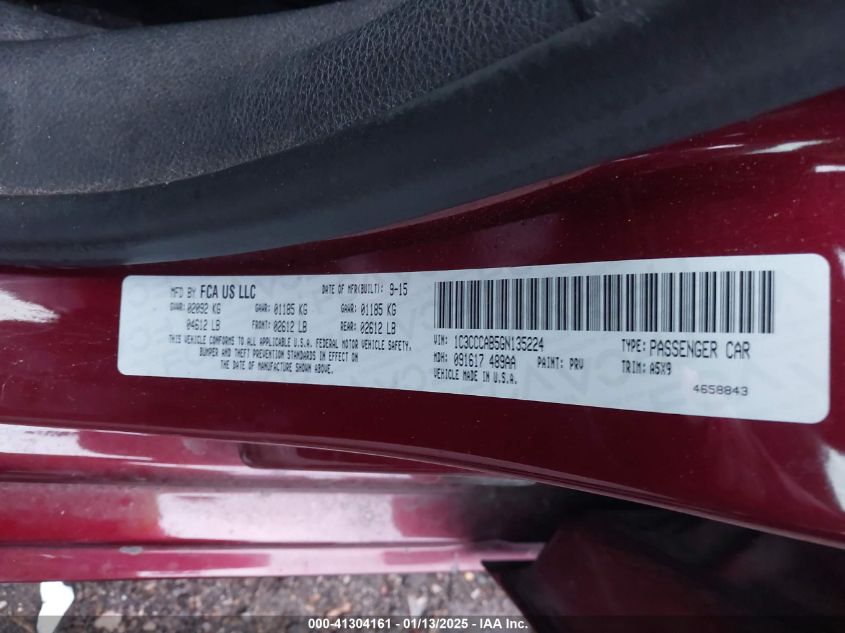 MFD BY FCA US LLC DATE OF MFR(BUILT): 9-15
GVWR: 02092 KG GAWR: 01185 KG GAWR: 01185 KG
04612 LB FRONT: 02612 LB REAR: 02612 LB
THIS VEHICLE CONFORMS TO ALL APPLICABLE U.S.A. FEDERAL MOTOR VEHICLE SAFETY,
BUMPER AND THEFT PREVENTION STANDARDS IN EFFECT ON
THE DATE OF MANUFACTURE SHOWN ABOVE.
VIN: 1C3CCCAB5GN135224 TYPE: PASSENGER CAR
MDH: 091617 489AA PAINT: PRV TRIM: A5X9
VEHICLE MADE IN U.S.A.
4658843
000-41304161 - 01/13/2025 - IAA Inc.